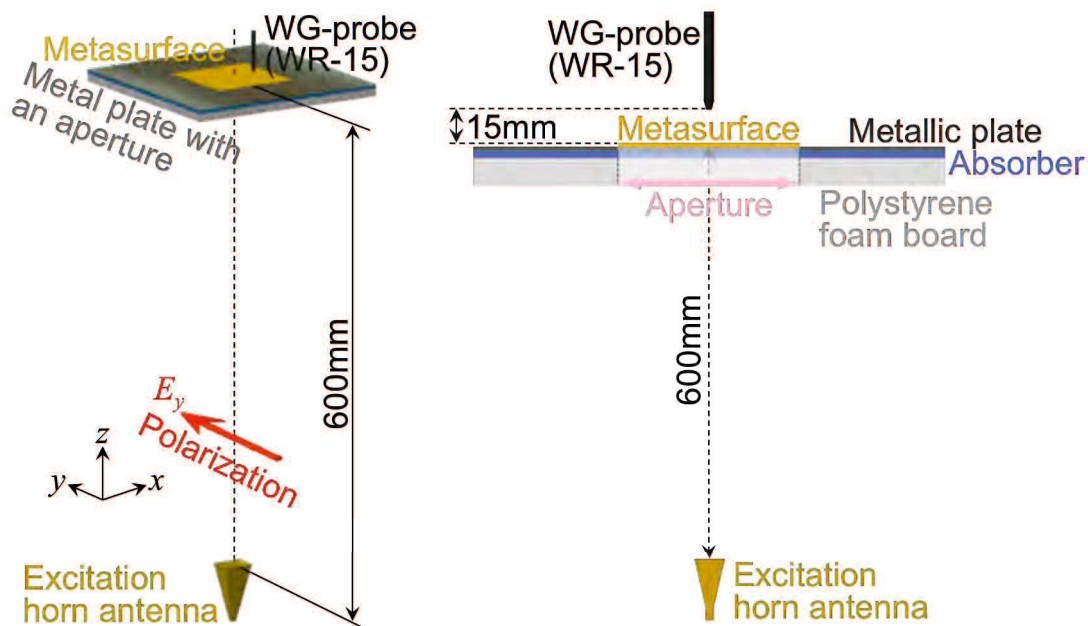 WG-probe
(WR-15)
Metasurface
Metal plate with
an aperture
600mm
E_y
Polarization
z
y
x
Excitation
horn antenna
WG-probe
(WR-15)
15mm
Metasurface
Metallic plate
Absorber
Aperture
Polystyrene
foam board
600mm
Excitation
horn antenna